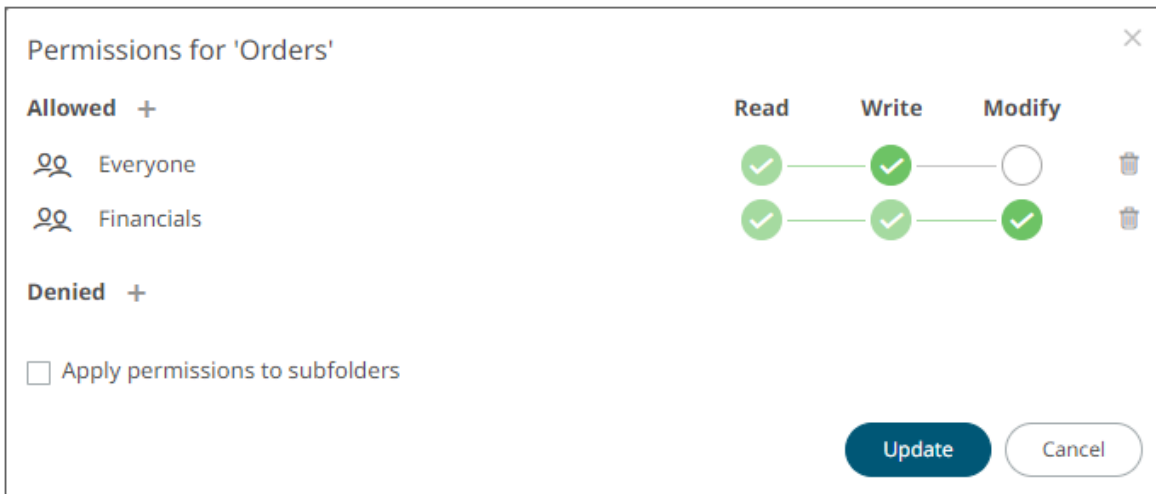 Permissions for 'Orders'
Allowed + Read Write Modify
Everyone
Financials
Denied +
Apply permissions to subfolders
Update Cancel